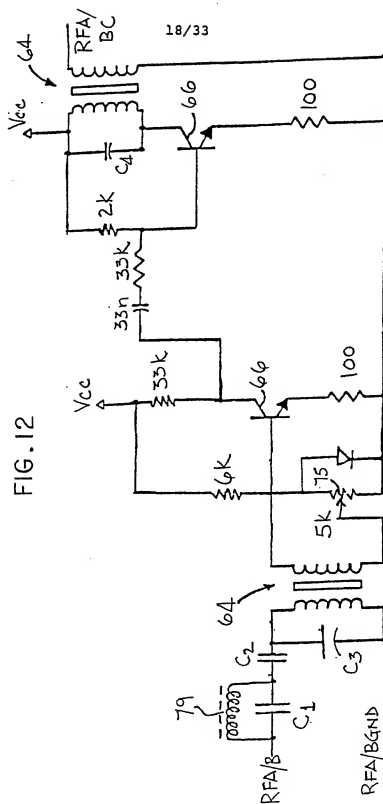 18/33
FIG.12
64
RFA/
BC
Vcc
C4
66
100
2K
33k
33n
Vcc
33k
66
100
6K
75
5k
64
C2
C3
79
C1
RFA/B
RFA/BGND